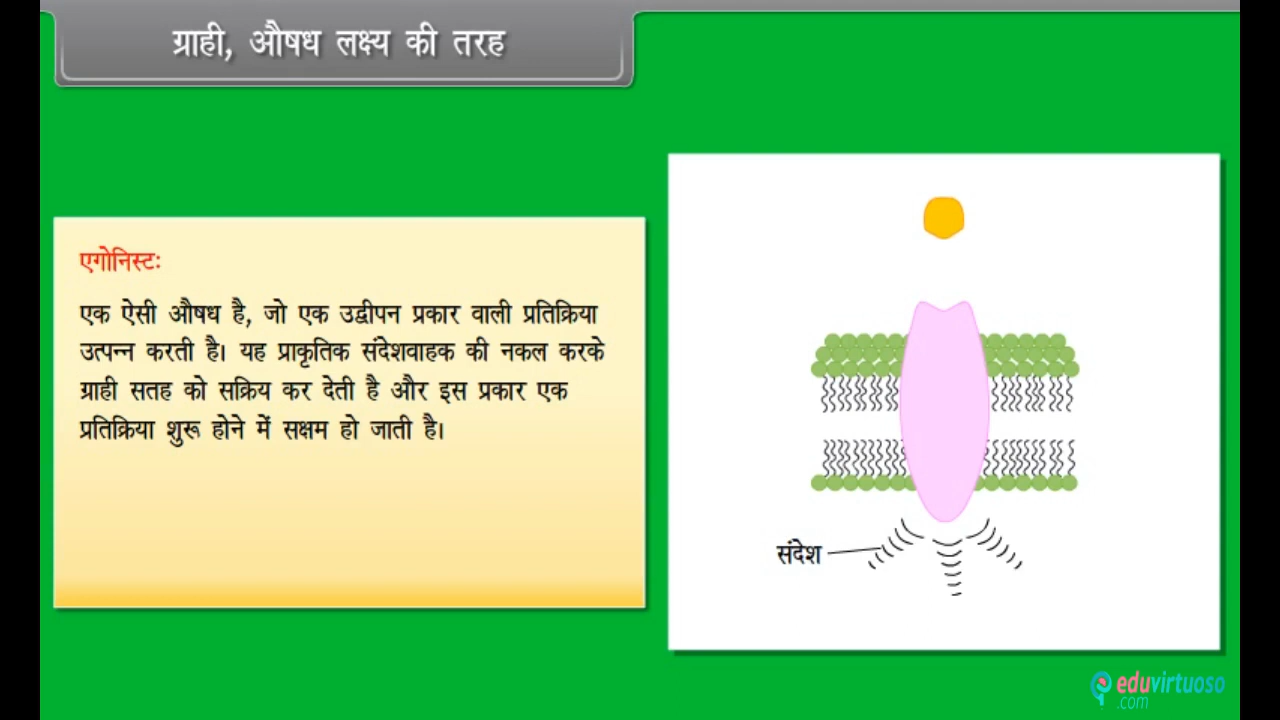 ग्राही, औषध लक्ष्य की तरह
एगोनिस्टः
एक ऐसी औषध है, जो एक उद्वीपन प्रकार वाली प्रतिक्रिया
उत्पन्न करती है। यह प्राकृतिक संदेशवाहक की नकल करके
ग्राही सतह को सक्रिय कर देती है और इस प्रकार एक
प्रतिक्रिया शुरू होने में सक्षम हो जाती है।
संदेश
eduvirtuoso
.com